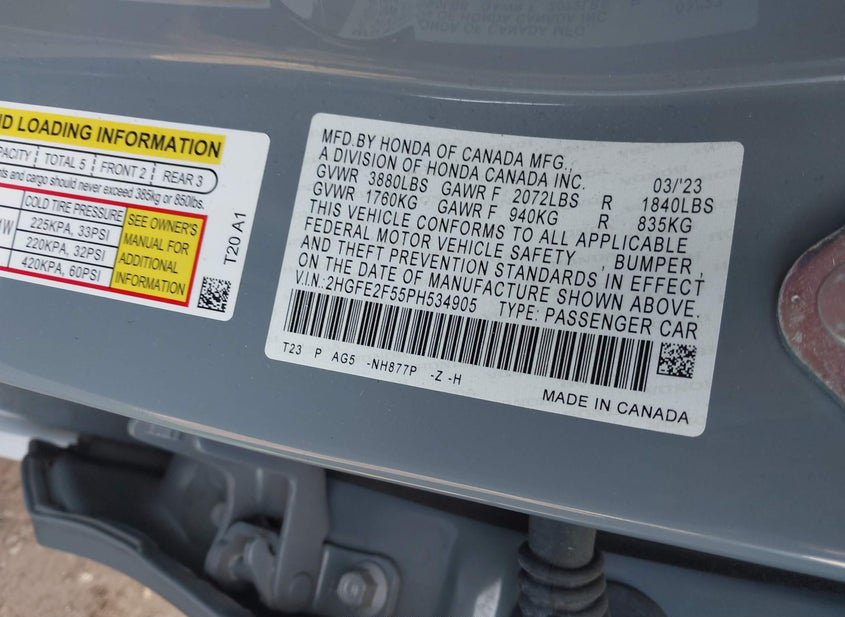 ND LOADING INFORMATION
PACITY TOTAL 5 FRONT 2 REAR 3
nts and cargo should never exceed 385kg or 850lbs.
COLD TIRE PRESSURE
1W 225KPA, 33PSI
220KPA, 32PSI
420KPA, 60PSI
SEE OWNER'S
MANUAL FOR
ADDITIONAL
INFORMATION
T20 A1
MFD.BY HONDA OF CANADA MFG.,
A DIVISION OF HONDA CANADA INC. 03/'23
GVWR 3880LBS GAWR F 2072LBS R 1840LBS
GVWR 1760KG GAWR F 940KG R 835KG
THIS VEHICLE CONFORMS TO ALL APPLICABLE
FEDERAL MOTOR VEHICLE SAFETY , BUMPER ,
AND THEFT PREVENTION STANDARDS IN EFFECT
ON THE DATE OF MANUFACTURE SHOWN ABOVE.
V.I.N.:2HGFE2F55PH534905 TYPE: PASSENGER CAR
T23 P AG5 -NH877P -Z -H
MADE IN CANADA